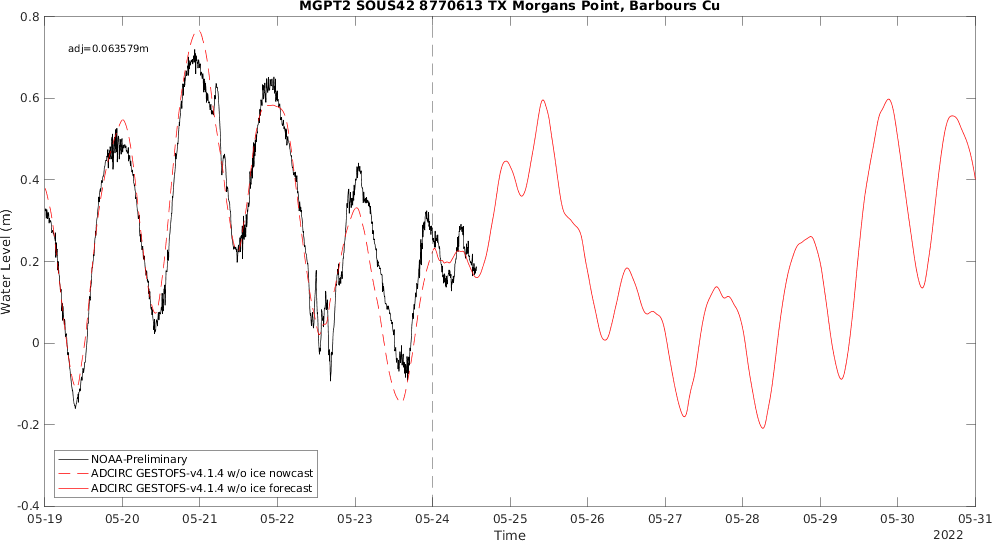 MGPT2 SOUS42 8770613 TX Morgans Point, Barbours Cu
adj=0.063579m
0.8
0.6
0.4
0.2
0
-0.2
-0.4
Water Level (m)
NOAA-Preliminary
ADCIRC GESTOFS-v4.1.4 w/o ice nowcast
ADCIRC GESTOFS-v4.1.4 w/o ice forecast
05-19 05-20 05-21 05-22 05-23 05-24 05-25 05-26 05-27 05-28 05-29 05-30 05-31
Time
2022